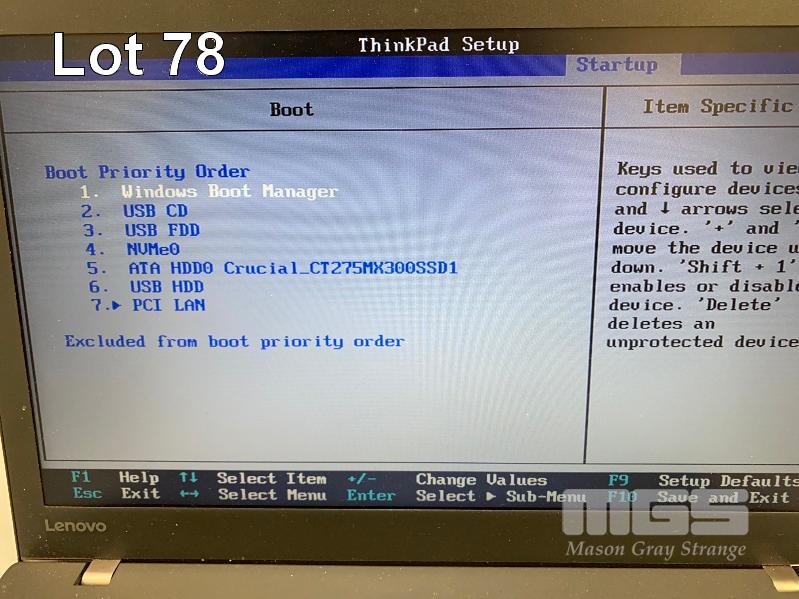 Lot 78
ThinkPad Setup
Startup
Boot
Item Specific
Boot Priority Order
1. Windows Boot Manager
2. USB CD
3. USB FDD
4. NVMe0
5. ATA HDD0 Crucial_CT275MX300SSD1
6. USB HDD
7.▶ PCI LAN
Excluded from boot priority order
Keys used to vie
configure devices
and ↓ arrows sele
device. '+' and '
move the device u
down. 'Shift + 1'
enables or disable
device. 'Delete'
deletes an
unprotected device
F1 Help ↑↓ Select Item +/- Change Values F9 Setup Defaults
Esc Exit ←→ Select Menu Enter Select ▶ Sub-Menu F10 Save and Exit
Lenovo
MGS
Mason Gray Strange